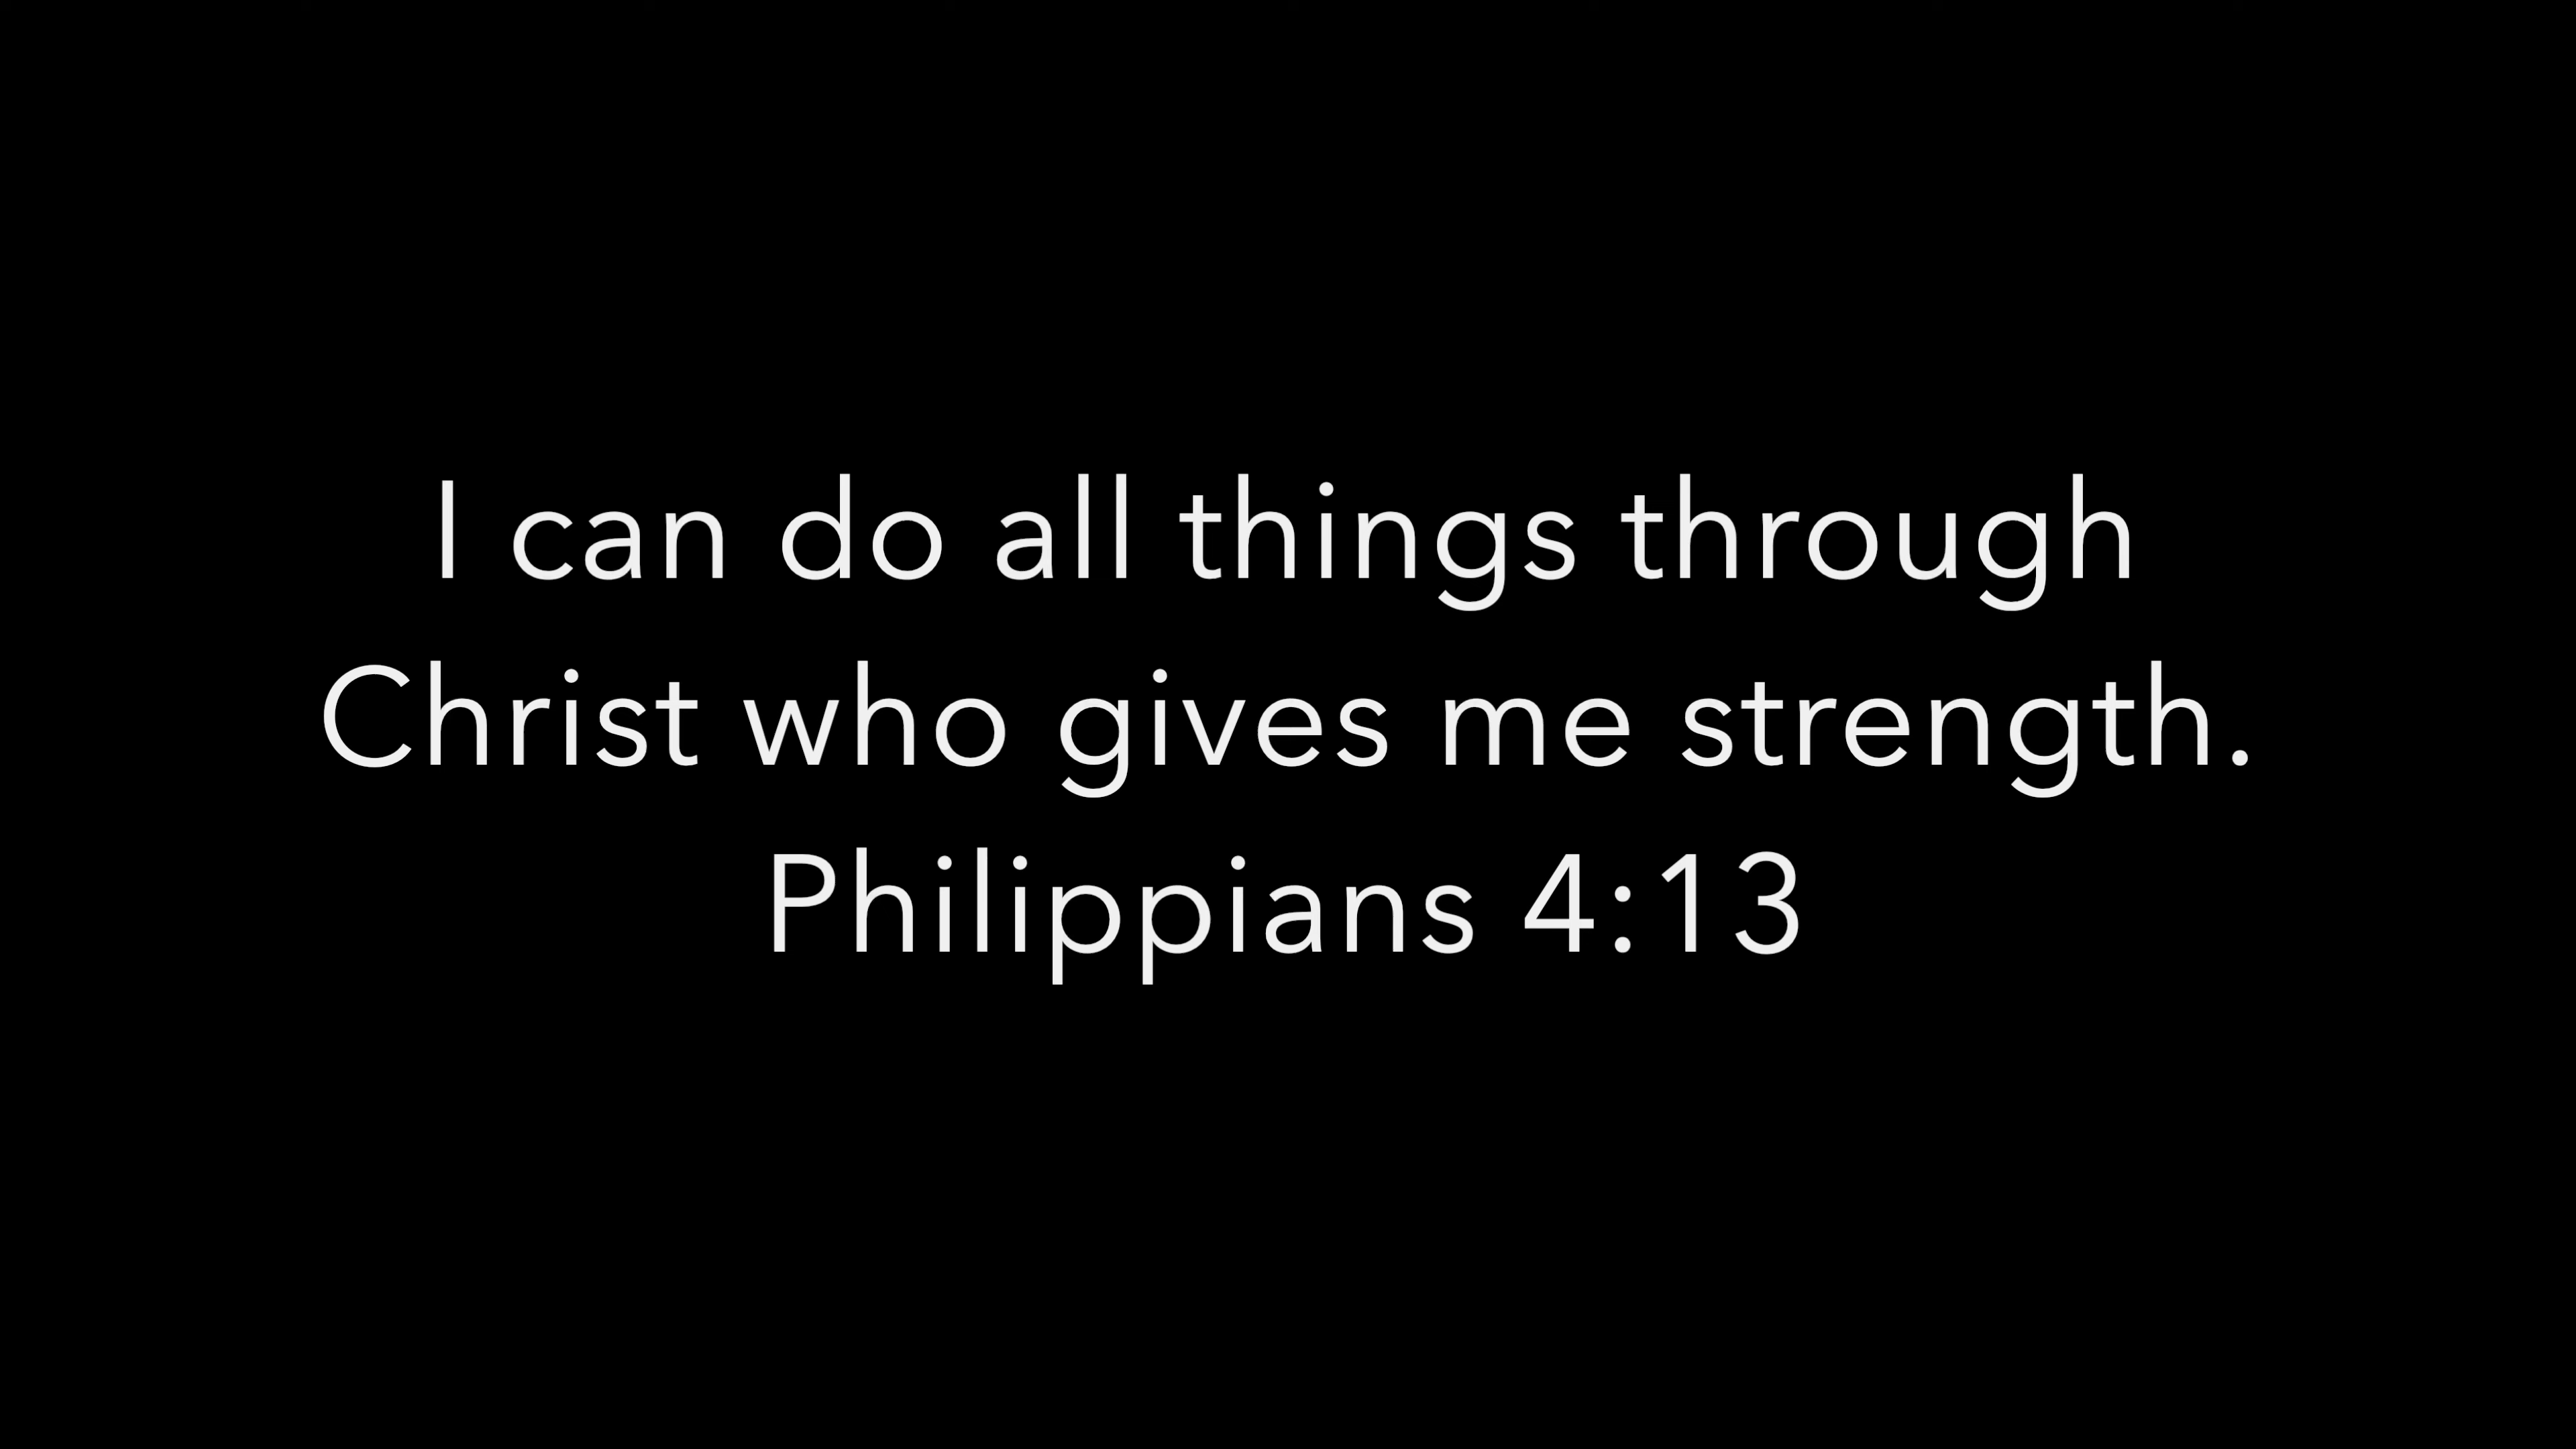 I can do all things through
Christ who gives me strength.
Philippians 4:13